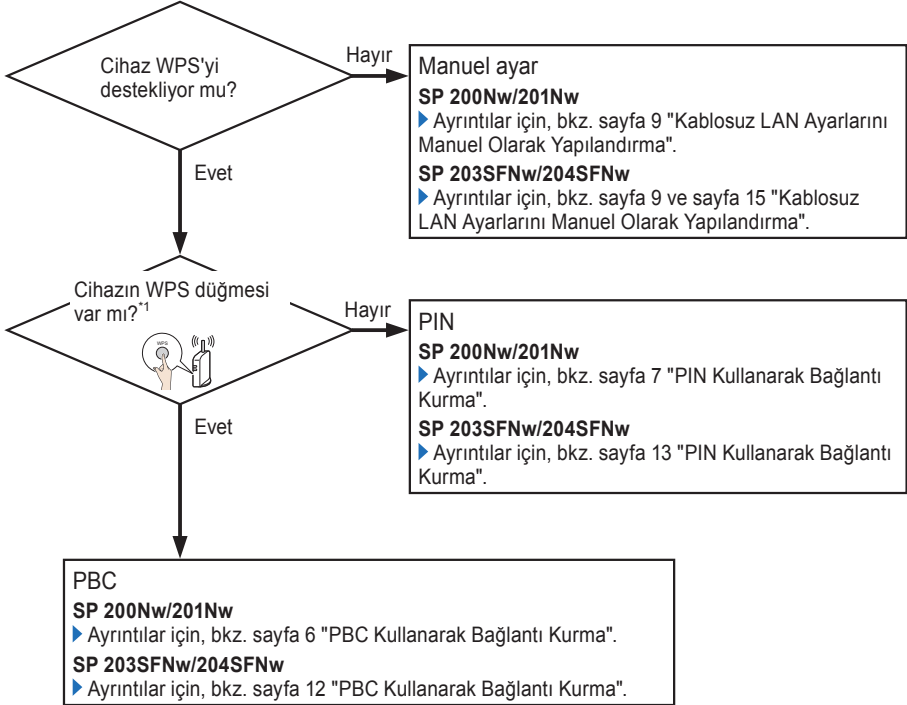 Cihaz WPS'yi
destekliyor mu?
Hayır
Manuel ayar
SP 200Nw/201Nw
Ayrıntılar için, bkz. sayfa 9 "Kablosuz LAN Ayarlarını
Manuel Olarak Yapılandırma".
SP 203SFNw/204SFNw
Ayrıntılar için, bkz. sayfa 9 ve sayfa 15 "Kablosuz
LAN Ayarlarını Manuel Olarak Yapılandırma".
Evet
Cihazın WPS düğmesi
var mı?*1
WPS
Hayır
PIN
SP 200Nw/201Nw
Ayrıntılar için, bkz. sayfa 7 "PIN Kullanarak Bağlantı
Kurma".
SP 203SFNw/204SFNw
Ayrıntılar için, bkz. sayfa 13 "PIN Kullanarak Bağlantı
Kurma".
Evet
PBC
SP 200Nw/201Nw
Ayrıntılar için, bkz. sayfa 6 "PBC Kullanarak Bağlantı Kurma".
SP 203SFNw/204SFNw
Ayrıntılar için, bkz. sayfa 12 "PBC Kullanarak Bağlantı Kurma".